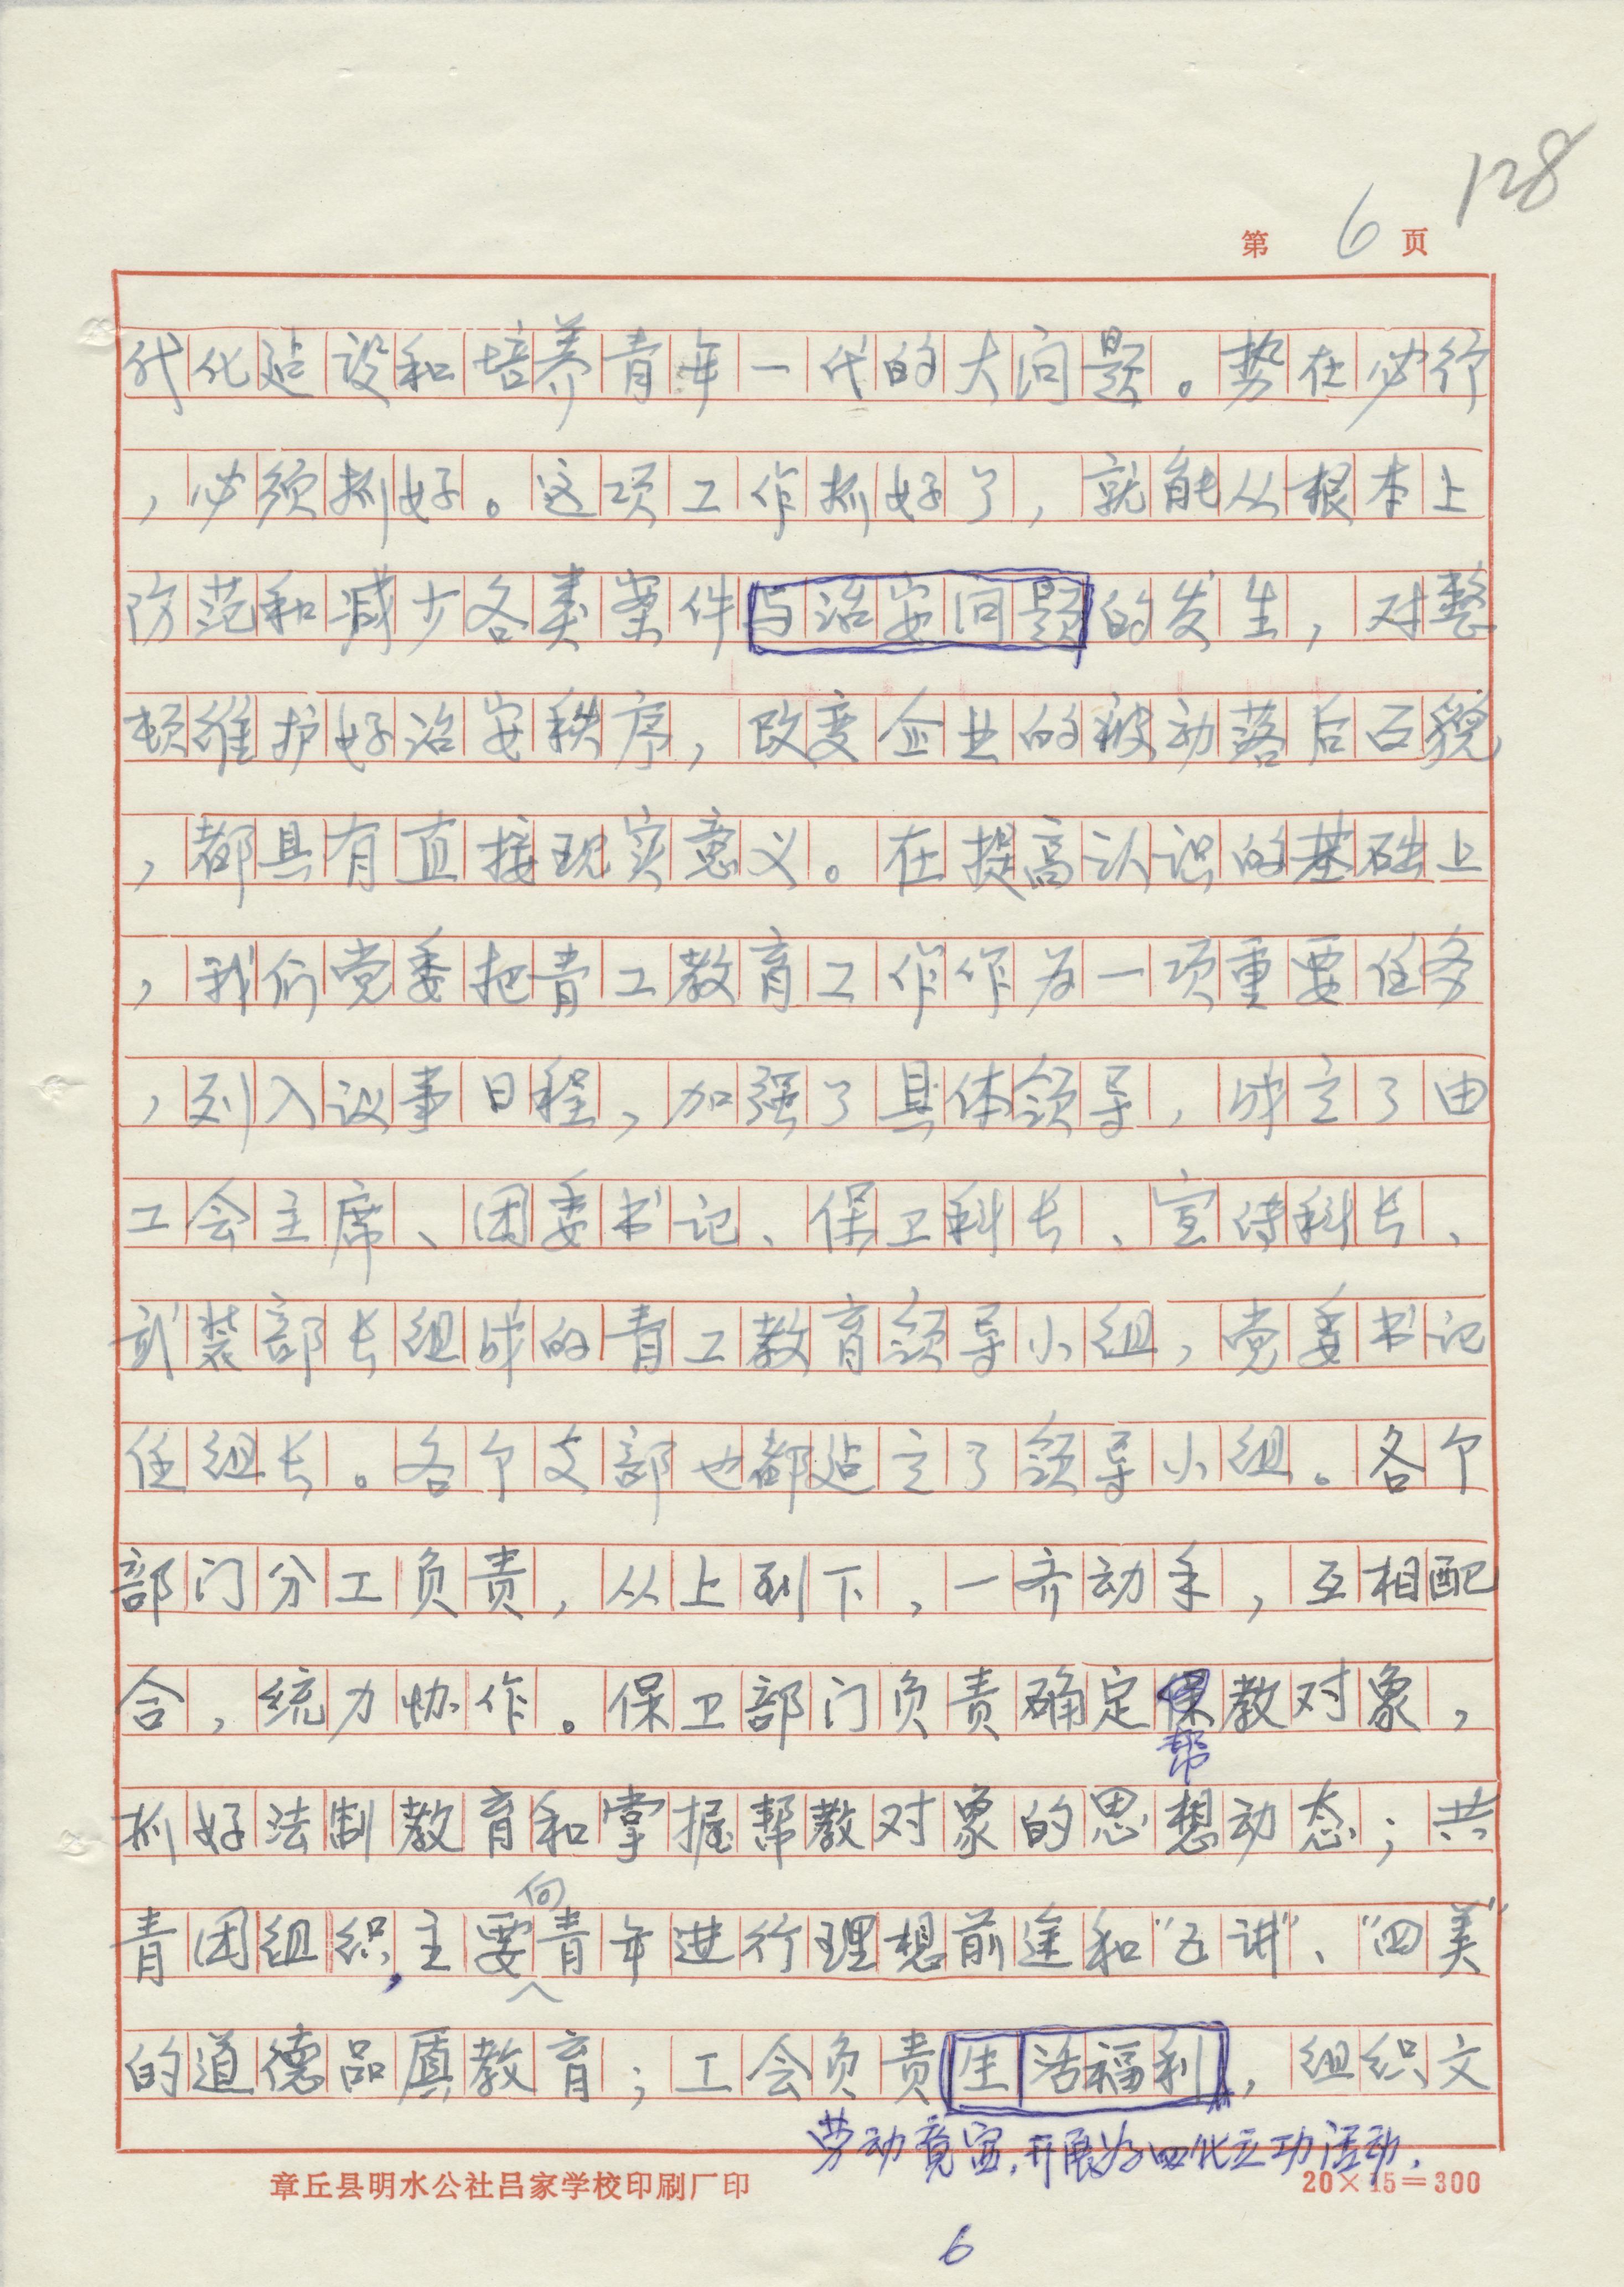 128
第 6 页
代化建设和培养青年一代的大问题。势在必行
，必须抓好。这项工作抓好了，就能从根本上
防范和减少各类案件与治安问题的发生，对整
顿维护好治安秩序，改变企业的被动落后面貌
，都具有直接现实意义。在提高认识的基础上
，我们党委把青工教育工作作为一项重要任务
，列入议事日程，加强了具体领导，成立了由
工会主席、团委书记、保卫科长、宣传科长、
武装部长组成的青工教育领导小组，党委书记
任组长。各个支部也都建立了领导小组。各个
部门分工负责，从上到下，一齐动手，互相配
合，统力协作。保卫部门负责确定保教对象，
帮
抓好法制教育和掌握帮教对象的思想动态；共
向
青团组织，主要青年进行理想前途和“五讲”、“四美”
的道德品质教育；工会负责生活福利，组织文
劳动竟赛，开展为四化立功活动，
章丘县明水公社吕家学校印刷厂印 20×15=300
6